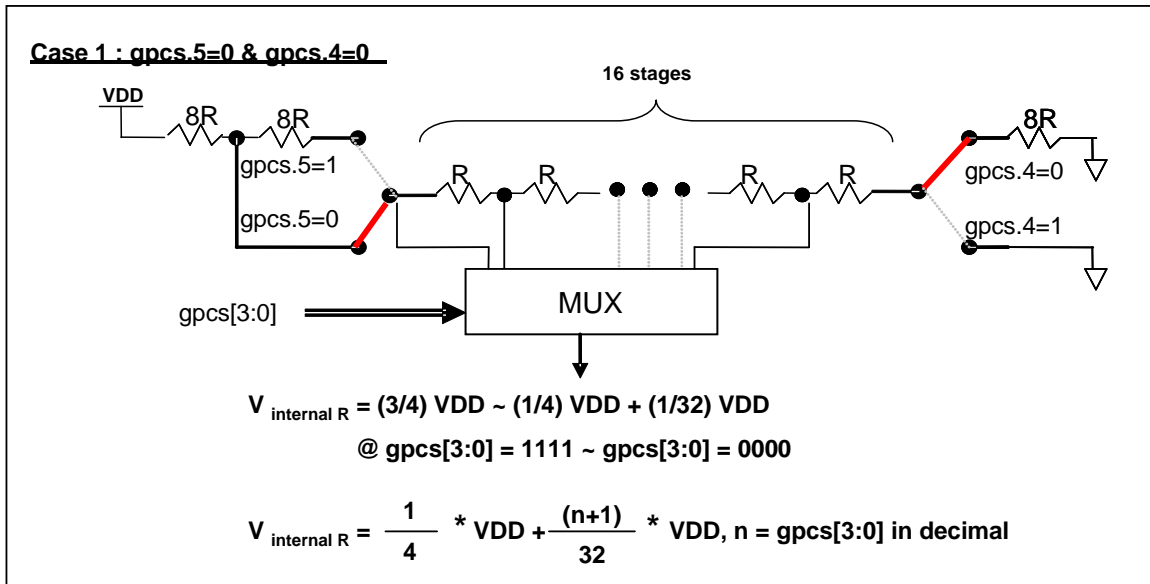 Case 1 : gpcs.5=0 & gpcs.4=0
16 stages
VDD
8R
8R
8R
gpcs.5=1
gpcs.4=0
R
R
R
R
gpcs.5=0
gpcs.4=1
MUX
gpcs[3:0]
V internal R = (3/4) VDD ~ (1/4) VDD + (1/32) VDD
@ gpcs[3:0] = 1111 ~ gpcs[3:0] = 0000
V internal R = 1/4 * VDD + (n+1)/32 * VDD, n = gpcs[3:0] in decimal